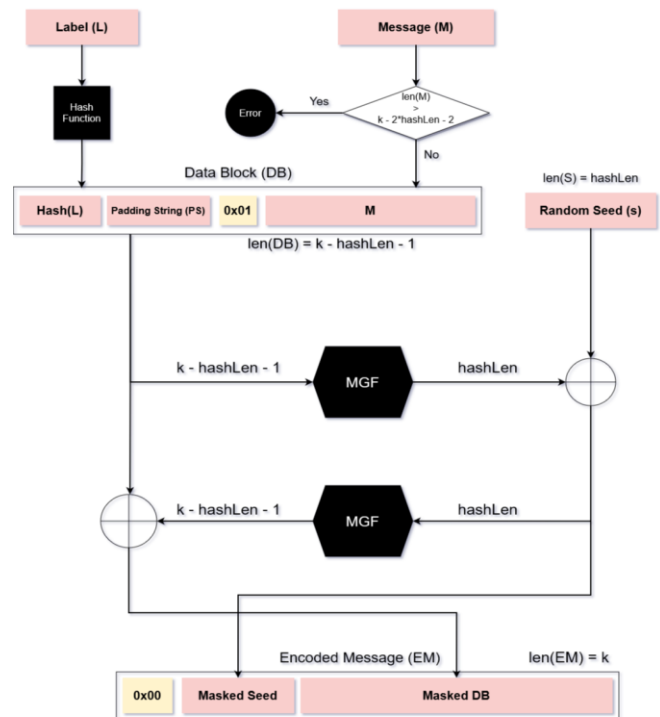 Label (L)
Message (M)
Hash
Function
Error
Yes
len(M)
>
k - 2*hashLen - 2
No
Data Block (DB)
len(S) = hashLen
Hash(L)
Padding String (PS)
0x01
M
Random Seed (s)
len(DB) = k - hashLen - 1
k - hashLen - 1
MGF
hashLen
k - hashLen - 1
MGF
hashLen
Encoded Message (EM)
len(EM) = k
0x00
Masked Seed
Masked DB